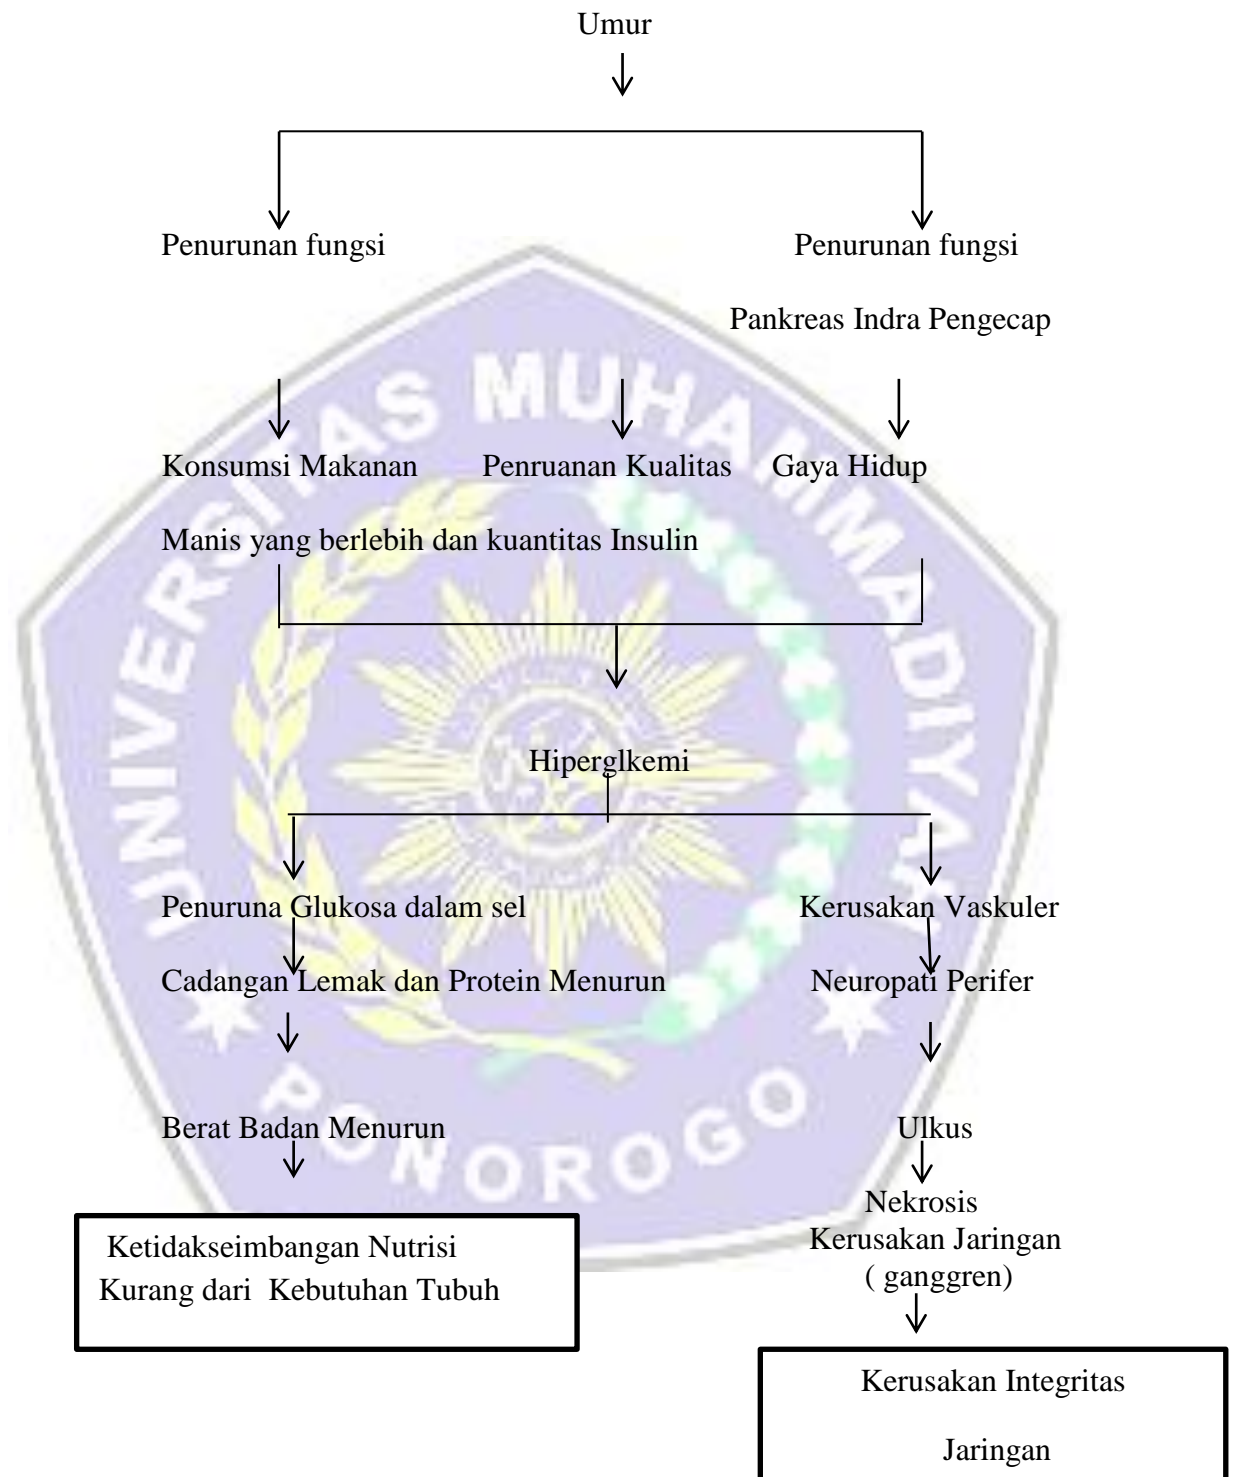 Umur
Penurunan fungsi Penurunan fungsi
Pankreas Indra Pengecap
Konsumsi Makanan Penruanan Kualitas Gaya Hidup
Manis yang berlebih dan kuantitas Insulin
Hiperglkemi
Penuruna Glukosa dalam sel Kerusakan Vaskuler
Cadangan Lemak dan Protein Menurun Neuropati Perifer
Berat Badan Menurun Ulkus
Nekrosis
Kerusakan Jaringan
( ganggren)
Ketidakseimbangan Nutrisi
Kurang dari Kebutuhan Tubuh
Kerusakan Integritas
Jaringan
UNIVERSITAS MUHAMMADIYAH
PONOROGO